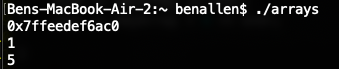 Bens-MacBook-Air-2:~ benallen$ ./arrays
0x7ffeedef6ac0
1
5